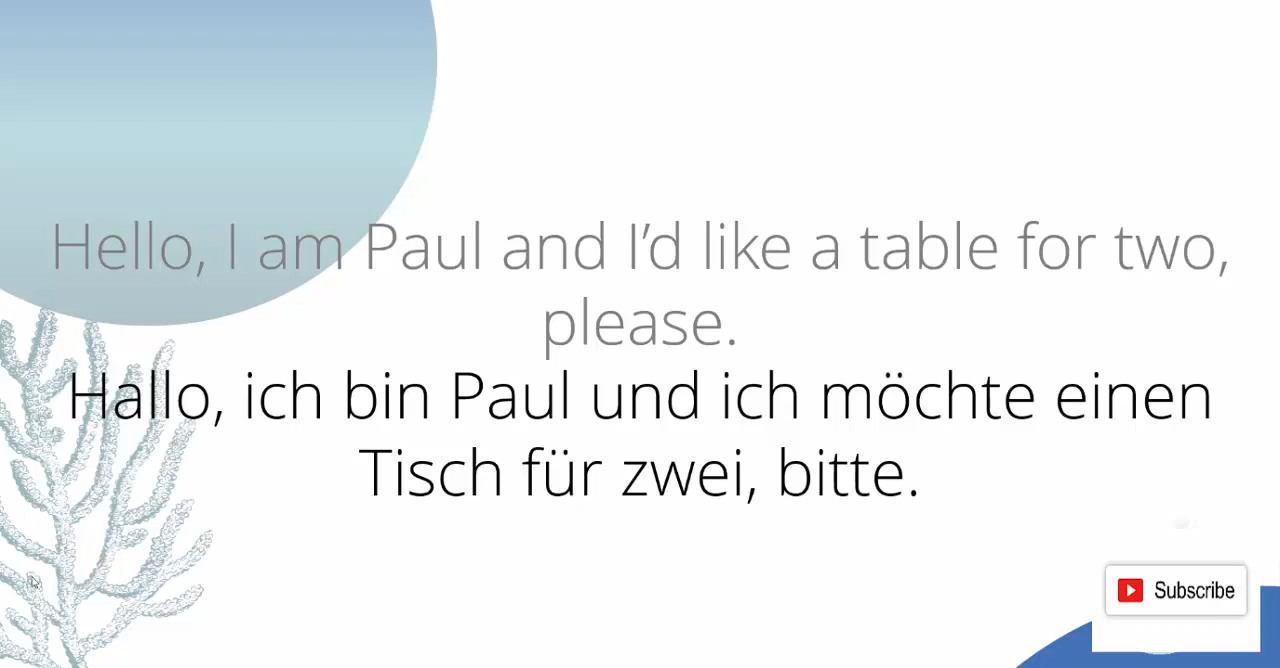 Hello, I am Paul and I’d like a table for two,
please.
Hallo, ich bin Paul und ich möchte einen
Tisch für zwei, bitte.
Subscribe